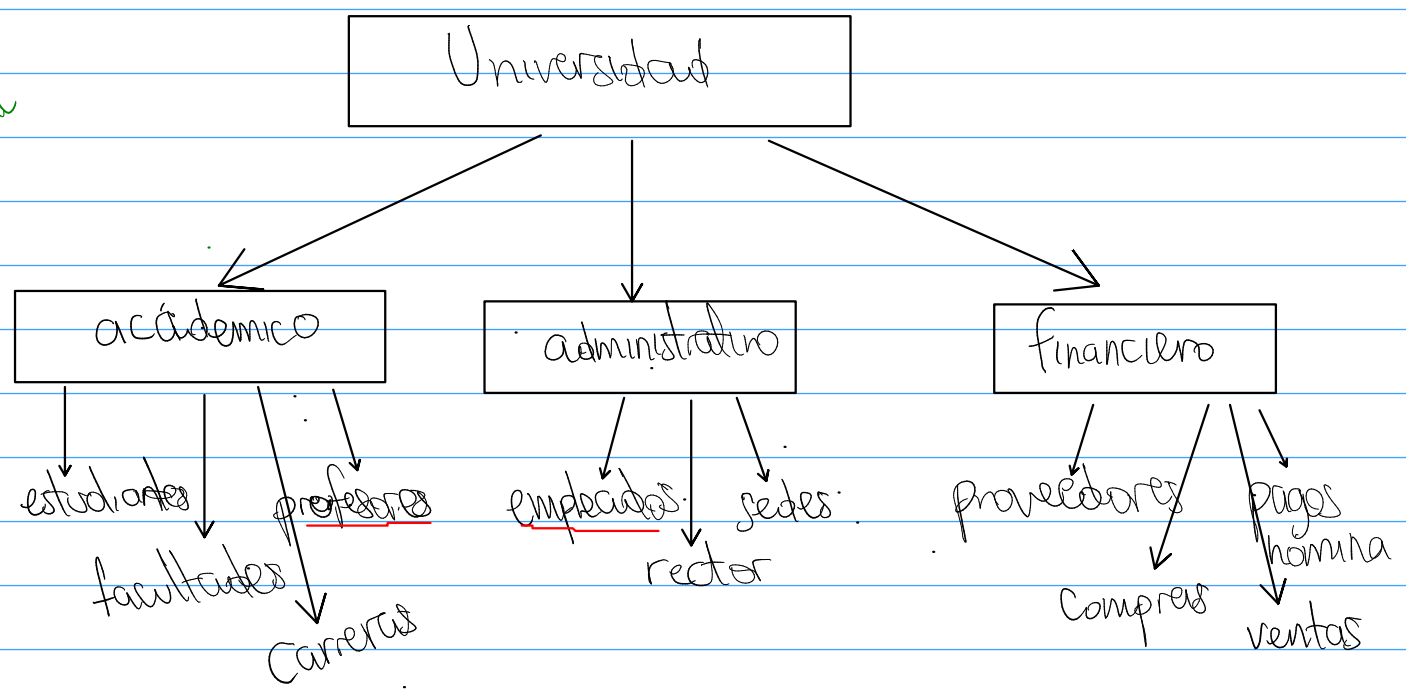 Universidad
acádemico
administrativo
financiero
estudiantes
profesores
empleados
sedes
proveedores
pagos
nomina
facultades
rector
carreras
compras
ventas